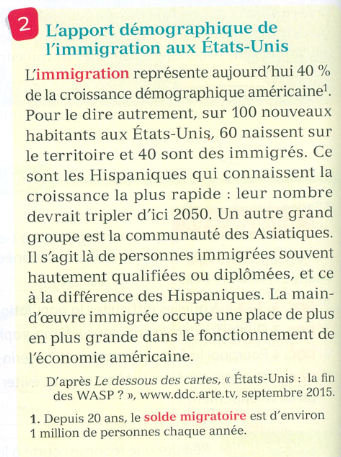 2
L'apport démographique de
l'immigration aux États-Unis
L'immigration représente aujourd'hui 40 %
de la croissance démographique américaine¹.
Pour le dire autrement, sur 100 nouveaux
habitants aux États-Unis, 60 naissent sur
le territoire et 40 sont des immigrés. Ce
sont les Hispaniques qui connaissent la
croissance la plus rapide : leur nombre
devrait tripler d'ici 2050. Un autre grand
groupe est la communauté des Asiatiques.
Il s'agit là de personnes immigrées souvent
hautement qualifiées ou diplômées, et ce
à la différence des Hispaniques. La main-
d'œuvre immigrée occupe une place de plus
en plus grande dans le fonctionnement de
l'économie américaine.
D'après Le dessous des cartes, « États-Unis : la fin
des WASP ? », www.ddc.arte.tv, septembre 2015.
1. Depuis 20 ans, le solde migratoire est d'environ
1 million de personnes chaque année.